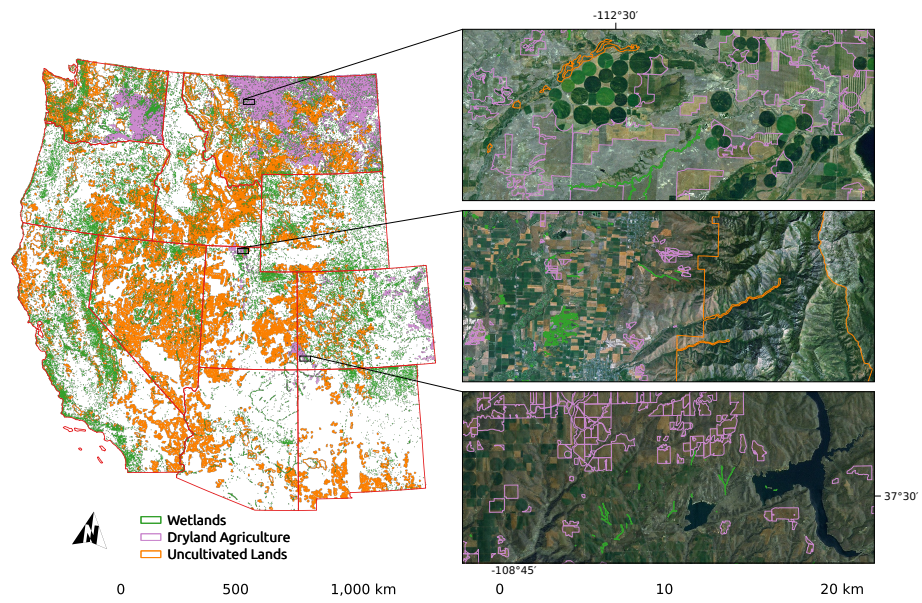 -112°30′
37°30′
N
Wetlands
Dryland Agriculture
Uncultivated Lands
-108°45′
0 500 1,000 km
0 10 20 km